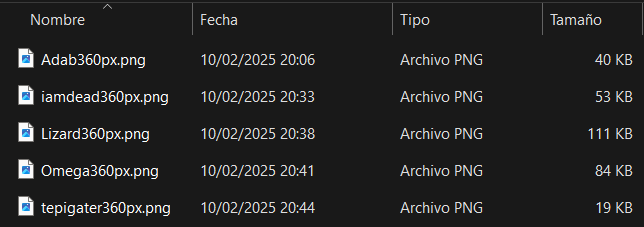 Nombre Fecha Tipo Tamaño
Adab360px.png 10/02/2025 20:06 Archivo PNG 40 KB
iamdead360px.png 10/02/2025 20:33 Archivo PNG 53 KB
Lizard360px.png 10/02/2025 20:38 Archivo PNG 111 KB
Omega360px.png 10/02/2025 20:41 Archivo PNG 84 KB
tepigater360px.png 10/02/2025 20:44 Archivo PNG 19 KB